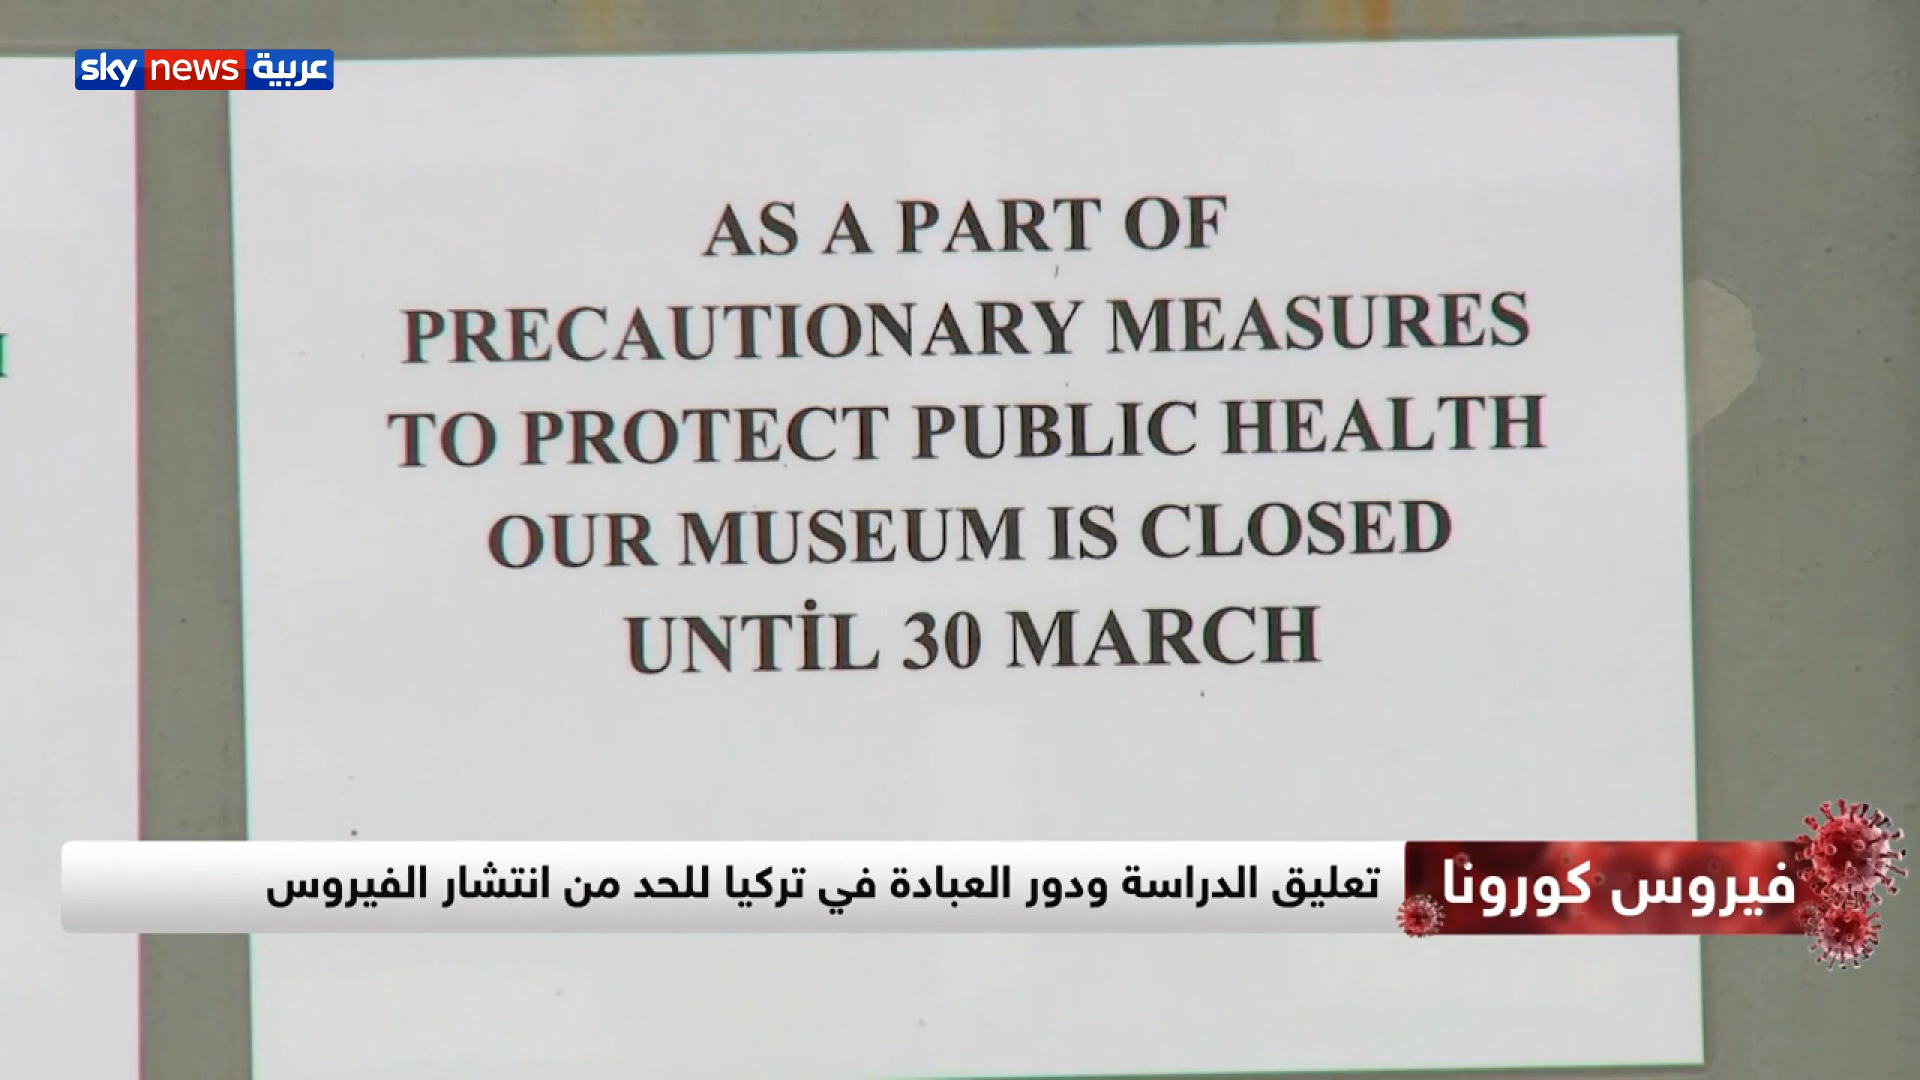 sky news عربية
AS A PART OF
PRECAUTIONARY MEASURES
TO PROTECT PUBLIC HEALTH
OUR MUSEUM IS CLOSED
UNTİL 30 MARCH
فيروس كورونا
تعليق الدراسة ودور العبادة في تركيا للحد من انتشار الفيروس